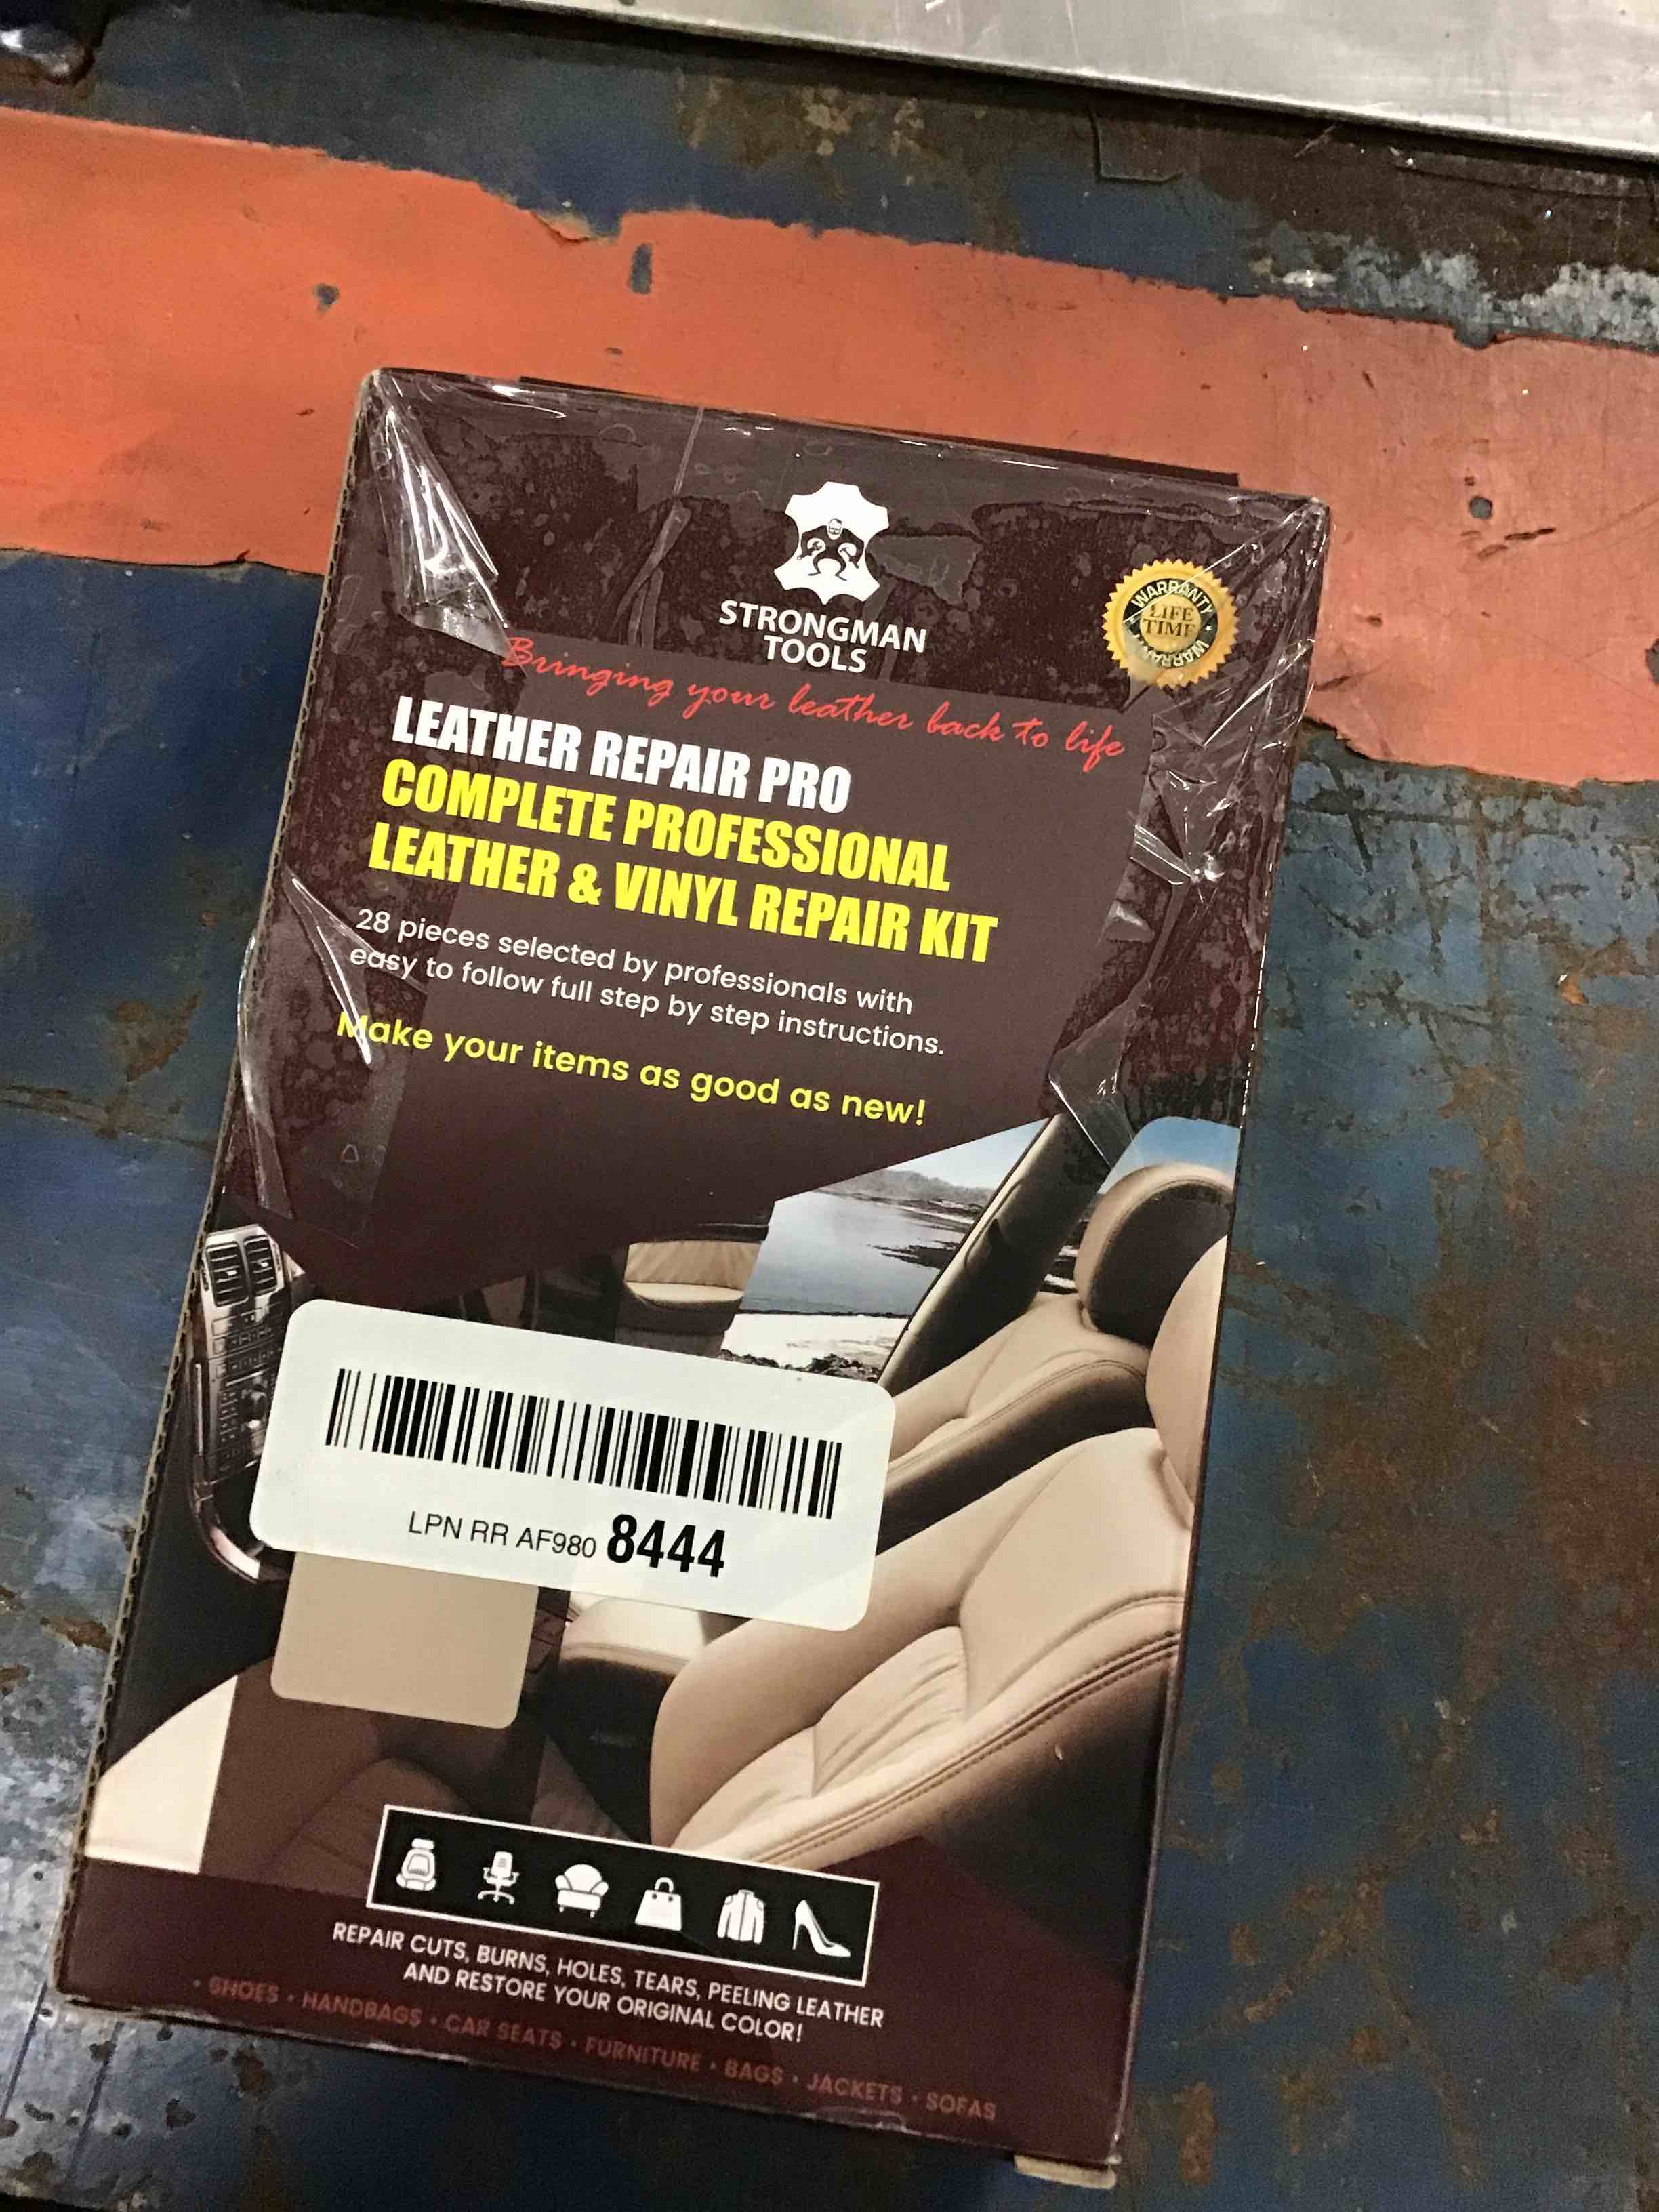 STRONGMAN
TOOLS
WARRANTY
LIFE
TIME
WARRANTY
Bringing your leather back to life
LEATHER REPAIR PRO
COMPLETE PROFESSIONAL
LEATHER & VINYL REPAIR KIT
28 pieces selected by professionals with
easy to follow full step by step instructions.
Make your items as good as new!
LPN RR AF980 8444
REPAIR CUTS, BURNS, HOLES, TEARS, PEELING LEATHER
AND RESTORE YOUR ORIGINAL COLOR!
• SHOES • HANDBAGS • CAR SEATS • FURNITURE • BAGS • JACKETS • SOFAS